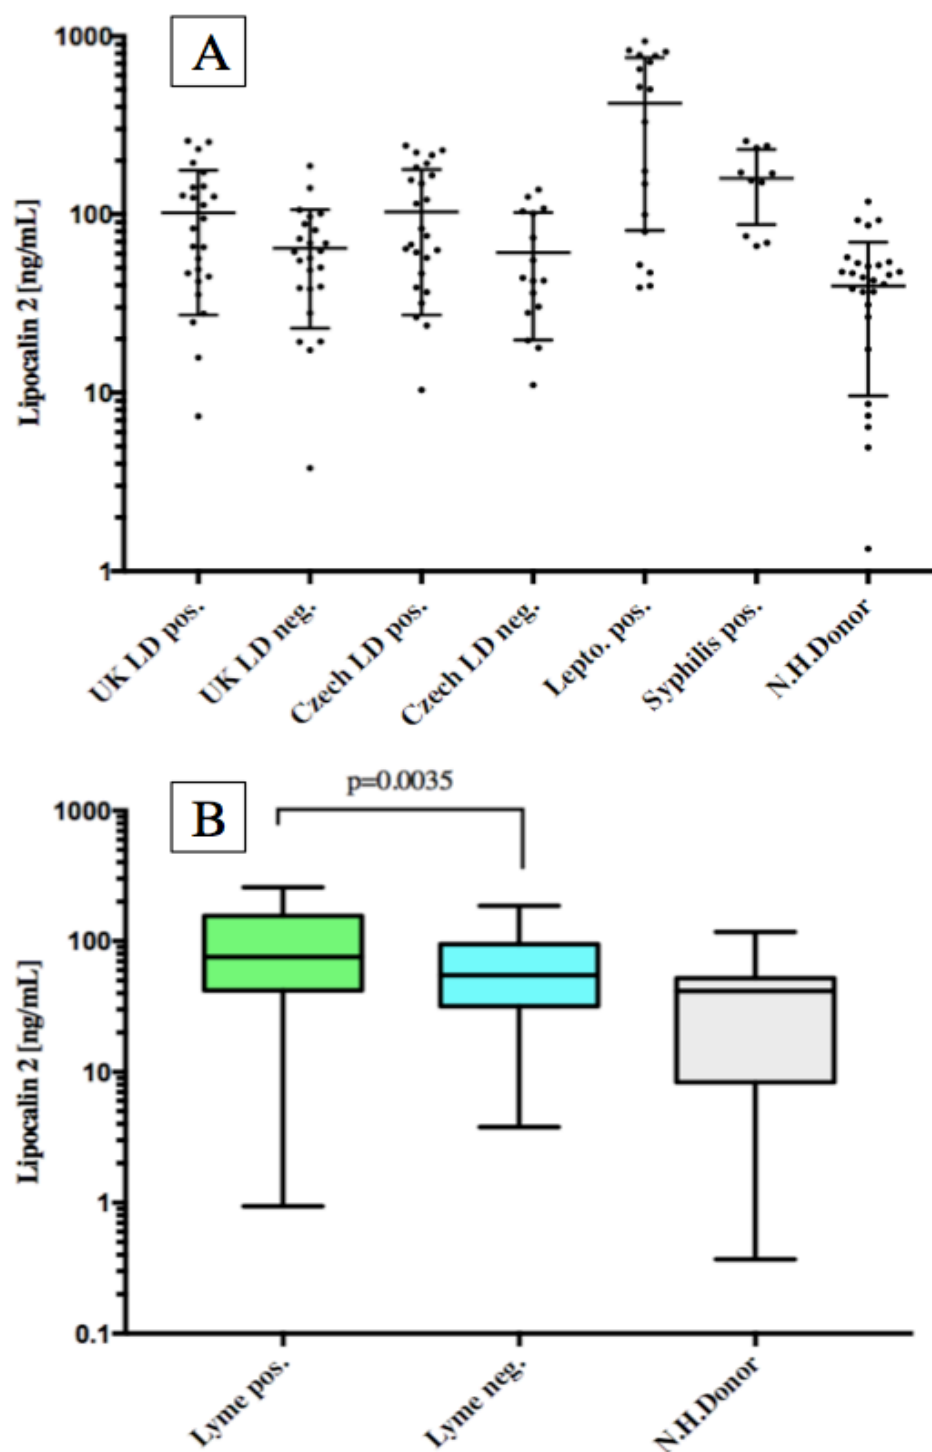 A
1000
100
10
1
Lipocalin 2 [ng/mL]
UK LD pos.
UK LD neg.
Czech LD pos.
Czech LD neg.
Lepto. pos.
Syphilis pos.
N.H.Donor
p=0.0035
B
1000
100
10
1
0.1
Lipocalin 2 [ng/mL]
Lyme pos.
Lyme neg.
N.H.Donor